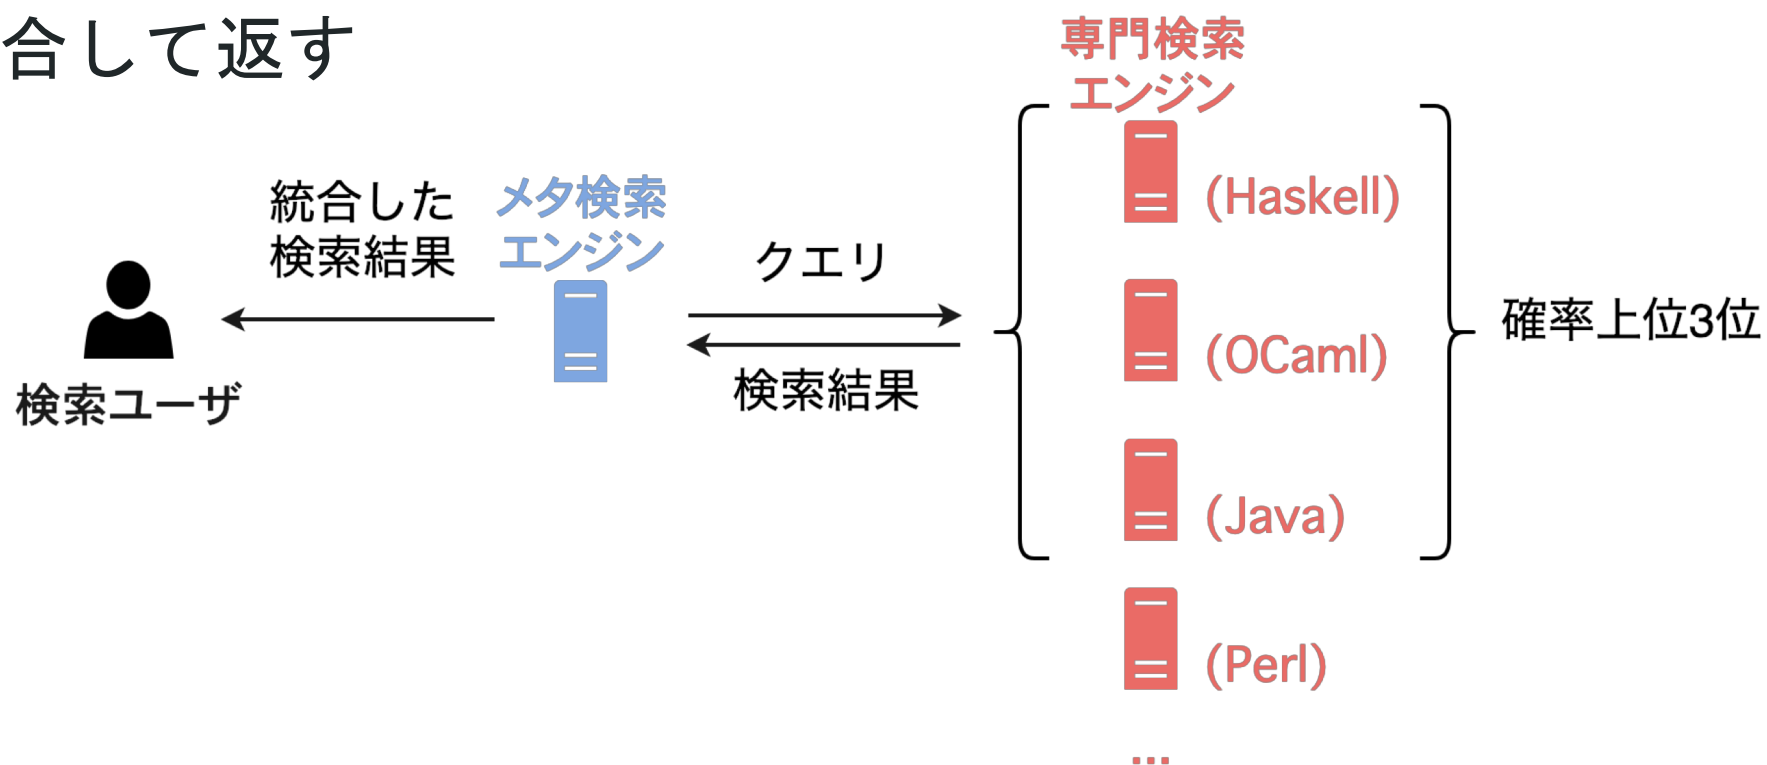 合して返す
専門検索
エンジン
統合した
検索結果
メタ検索
エンジン
クエリ
検索結果
検索ユーザ
(Haskell)
(OCaml)
(Java)
(Perl)
...
確率上位3位